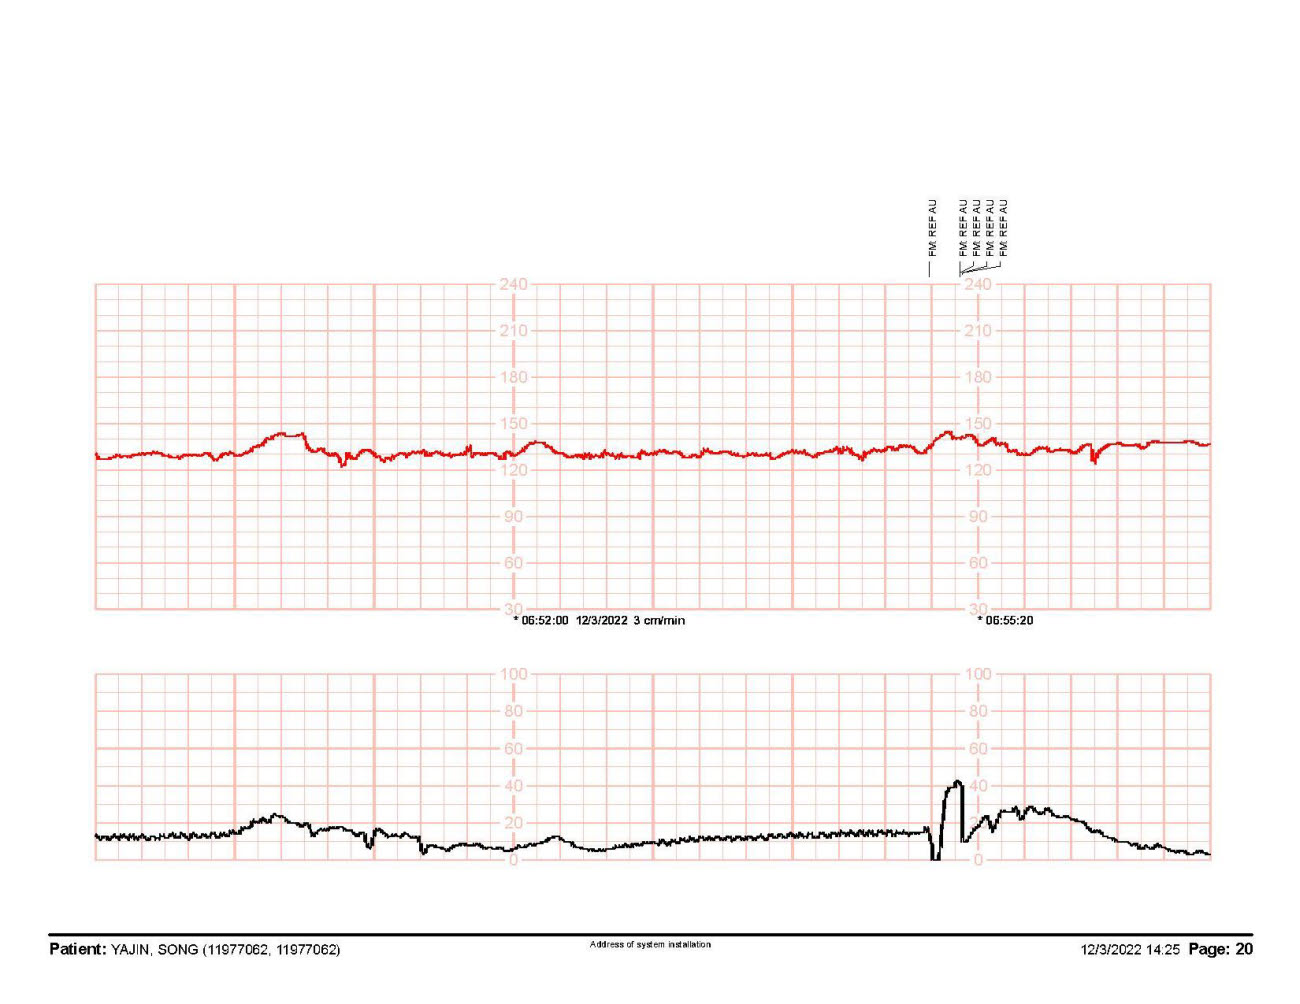 FM: REF AU
FM: REF AU
FM: REF AU
FM: REF AU
FM: REF AU
240 240
210 210
180 180
150 150
120 120
90 90
60 60
30 30
* 06:52:00 12/3/2022 3 cm/min * 06:55:20
100 100
80 80
60 60
40 40
20 2
0 0
Patient: YAJIN, SONG (11977062, 11977062) Address of system installation 12/3/2022 14:25 Page: 20